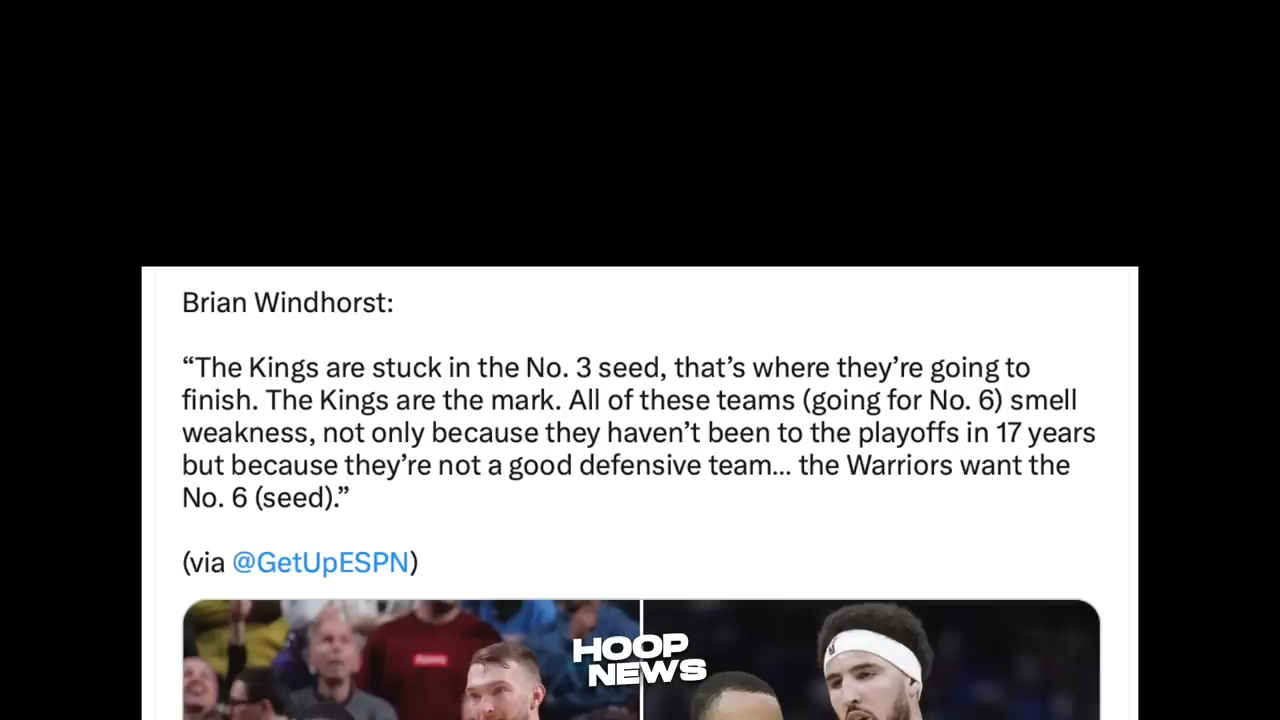 Brian Windhorst:
“The Kings are stuck in the No. 3 seed, that’s where they’re going to
finish. The Kings are the mark. All of these teams (going for No. 6) smell
weakness, not only because they haven’t been to the playoffs in 17 years
but because they’re not a good defensive team... the Warriors want the
No. 6 (seed).”
(via @GetUpESPN)
HOOP
NEWS